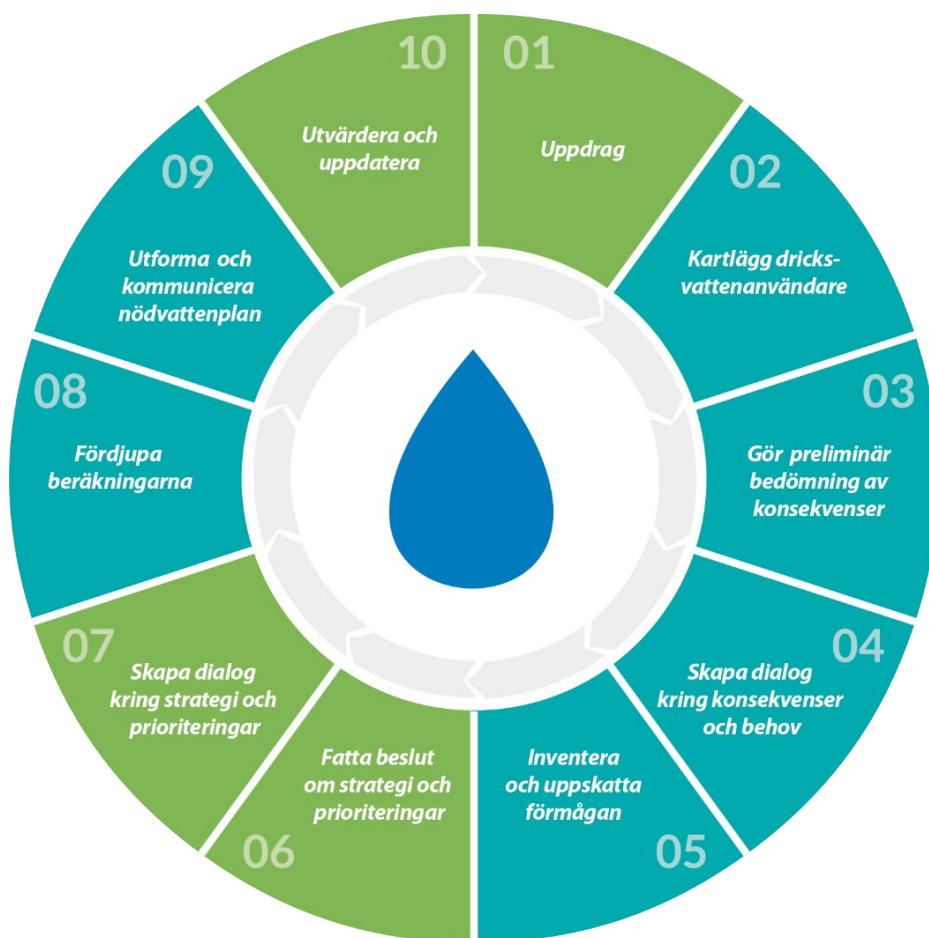 01
Uppdrag
02
Kartlägg dricks-
vattenanvändare
03
Gör preliminär
bedömning av
konsekvenser
04
Skapa dialog
kring konsekvenser
och behov
05
Inventera
och uppskatta
förmågan
06
Fatta beslut
om strategi och
prioriteringar
07
Skapa dialog
kring strategi och
prioriteringar
08
Fördjupa
beräkningarna
09
Utforma och
kommunicera
nödvattenplan
10
Utvärdera och
uppdatera